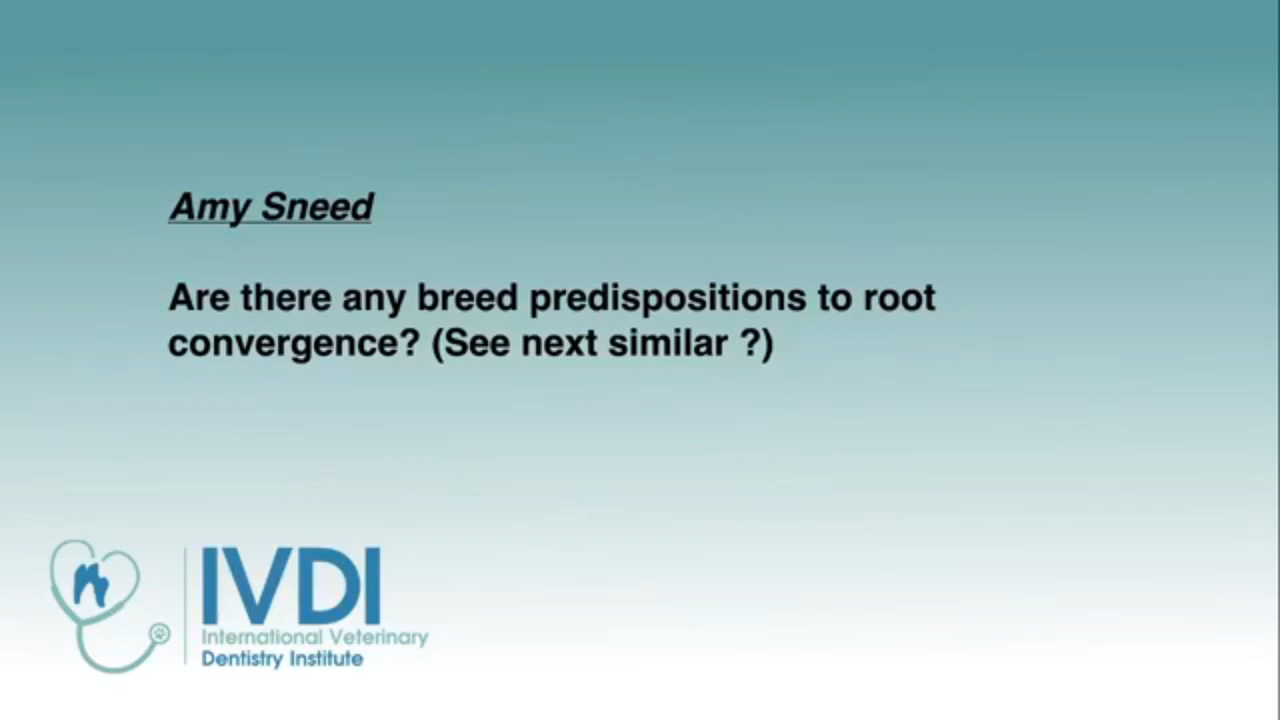 Amy Sneed
Are there any breed predispositions to root
convergence? (See next similar ?)
IVDI
International Veterinary
Dentistry Institute